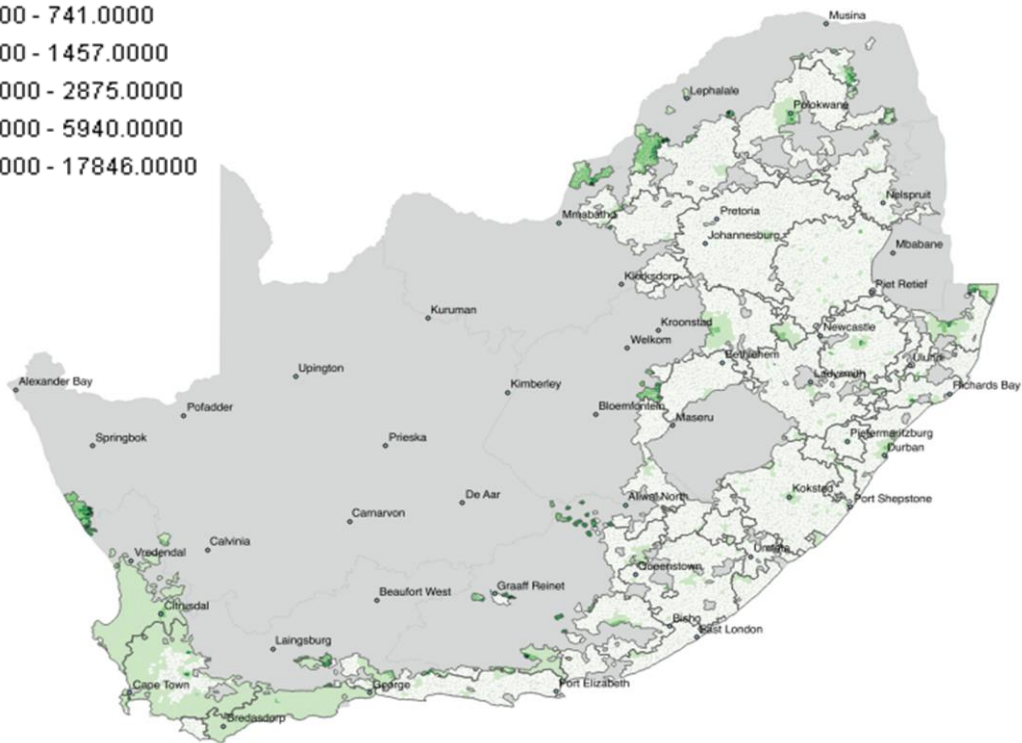 00 - 741.0000
00 - 1457.0000
000 - 2875.0000
000 - 5940.0000
000 - 17846.0000
Musina
Lephalale
Polokwane
Nelspruit
Mmabatho
Pretoria
Johannesburg
Mbabane
Klerksdorp
Piet Retief
Kuruman
Kroonstad
Newcastle
Welkom
Bethlehem
Ulundi
Upington
Ladysmith
Alexander Bay
Kimberley
Richards Bay
Pofadder
Bloemfontein
Maseru
Springbok
Prieska
Pietermaritzburg
Durban
De Aar
Aliwal North
Kokstad
Port Shepstone
Carnarvon
Calvinia
Vredendal
Umtata
Queenstown
Graaff Reinet
Beaufort West
Citrusdal
Bisho
East London
Laingsburg
Cape Town
George
Port Elizabeth
Bredasdorp